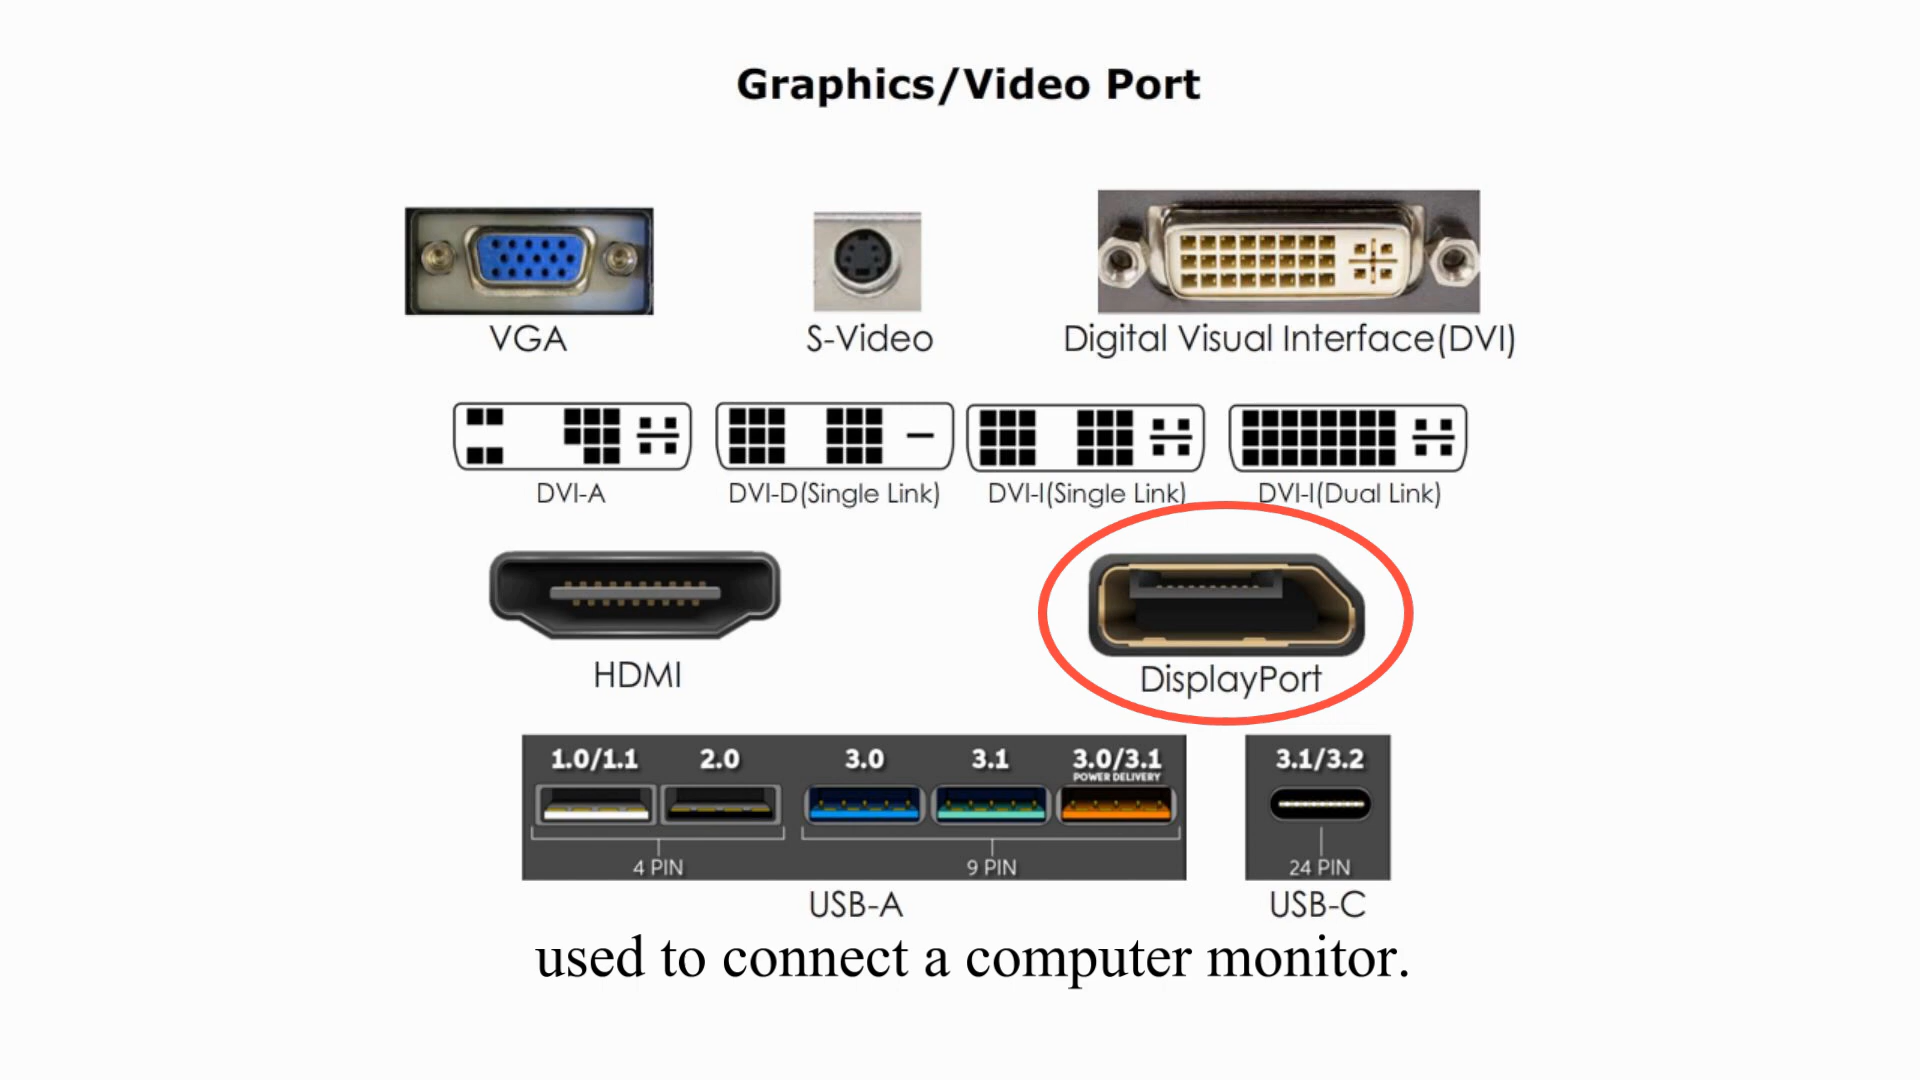 Graphics/Video Port
VGA
S-Video
Digital Visual Interface(DVI)
DVI-A
DVI-D(Single Link)
DVI-I(Single Link)
DVI-I(Dual Link)
HDMI
DisplayPort
1.0/1.1
2.0
3.0
3.1
3.0/3.1
POWER DELIVERY
3.1/3.2
4 PIN
9 PIN
24 PIN
USB-A
USB-C
used to connect a computer monitor.